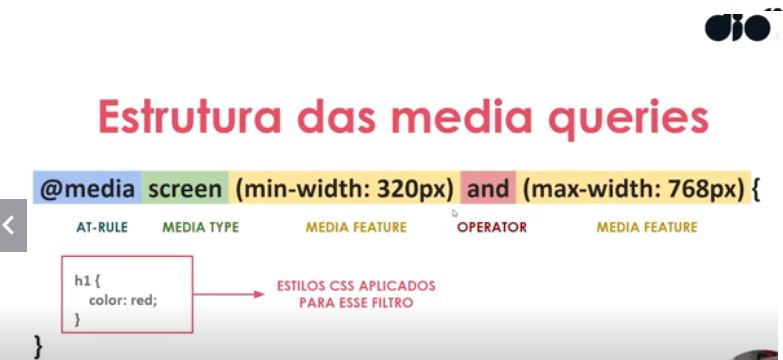 dio
Estrutura das media queries
@media screen (min-width: 320px) and (max-width: 768px) {
AT-RULE MEDIA TYPE MEDIA FEATURE OPERATOR MEDIA FEATURE
h1 {
color: red;
}
ESTILOS CSS APLICADOS
PARA ESSE FILTRO
}